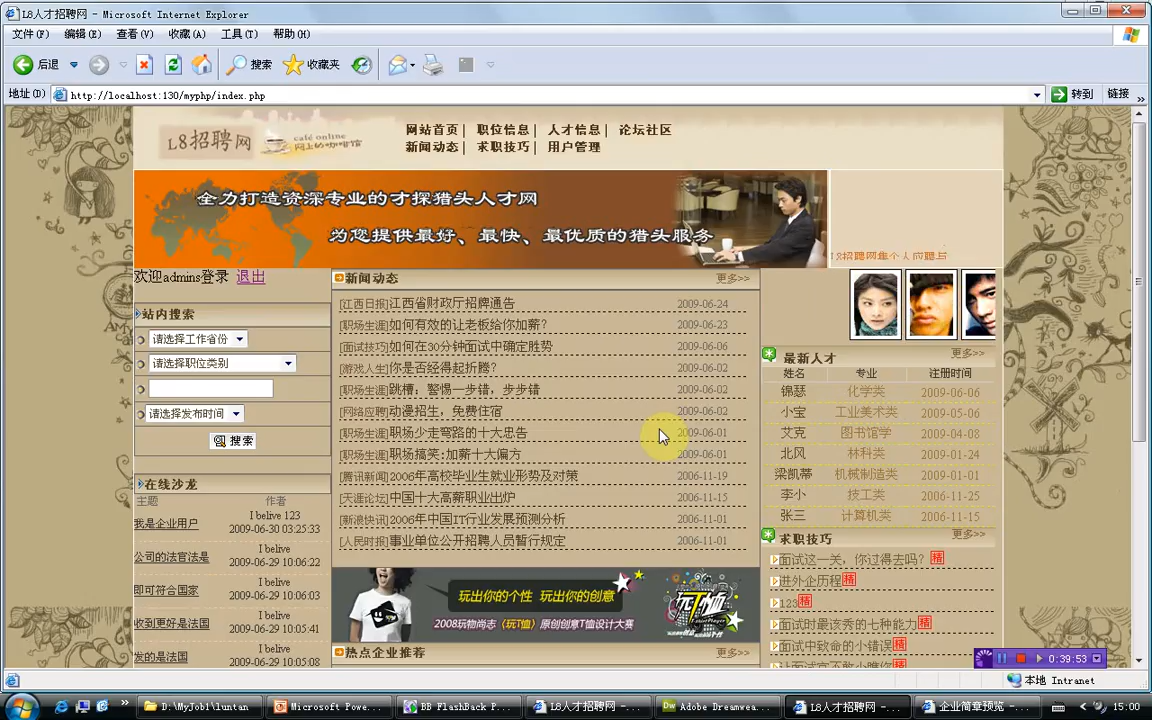 L8人才招聘网 - Microsoft Internet Explorer
文件(F) 编辑(E) 查看(V) 收藏(A) 工具(T) 帮助(H)
后退 搜索 收藏夹
地址(D) http://localhost:130/myphp/index.php 转到 链接 »
L8招聘网 café online 网上的咖啡馆
网站首页| 职位信息| 人才信息| 论坛社区
新闻动态| 求职技巧| 用户管理
全力打造资深专业的才探猎头人才网
为您提供最好、最快、最优质的猎头服务
欢迎admins登录 退出
站内搜索
请选择工作省份
请选择职位类别
请选择发布时间
搜索
在线沙龙
主题 作者
我是企业用户 I belive 123
2009-06-30 03:25:33
公司的法官法是 I belive
2009-06-29 10:06:22
即可符合国家 I belive
2009-06-29 10:06:03
收到更好是法国 I belive
2009-06-29 10:05:41
发的是法国 I belive
2009-06-29 10:05:08
新闻动态 更多>>
[江西日报]江西省财政厅招牌通告 2009-06-24
[职场生涯]如何有效的让老板给你加薪? 2009-06-23
[面试技巧]如何在30分钟面试中确定胜势 2009-06-06
[游戏人生]你是否经得起折腾? 2009-06-02
[职场生涯]跳槽：警惕一步错，步步错 2009-06-02
[网络应聘]动漫招生，免费住宿 2009-06-02
[职场生涯]职场少走弯路的十大忠告 2009-06-01
[职场生涯]职场搞笑:加薪十大偏方 2009-06-01
[腾讯新闻]2006年高校毕业生就业形势及对策 2006-11-19
[天涯论坛]中国十大高薪职业出炉 2006-11-15
[新浪快讯]2006年中国IT行业发展预测分析 2006-11-01
[人民时报]事业单位公开招聘人员暂行规定 2006-11-01
玩出你的个性 玩出你的创意
2008玩物尚志《玩T恤》原创创意T恤设计大赛
玩T恤
热点企业推荐 更多>>
最新人才 更多>>
姓名 专业 注册时间
锦瑟 化学类 2009-06-06
小宝 工业美术类 2009-05-06
艾克 图书馆学 2009-04-08
北风 林科类 2009-01-24
梁凯蒂 机械制造类 2009-01-01
李小 技工类 2006-11-25
张三 计算机类 2006-11-15
求职技巧 更多>>
面试这一关，你过得去吗？精
进外企历程精
123精
面试时最该秀的七种能力精
面试中致命的小错误精
0:39:53
本地 Intranet
D:\MyJob1\luntan
Microsoft Powe...
BB FlashBack P...
L8人才招聘网 -...
Adobe Dreamwea...
L8人才招聘网 -...
企业简章预览 -...
15:00